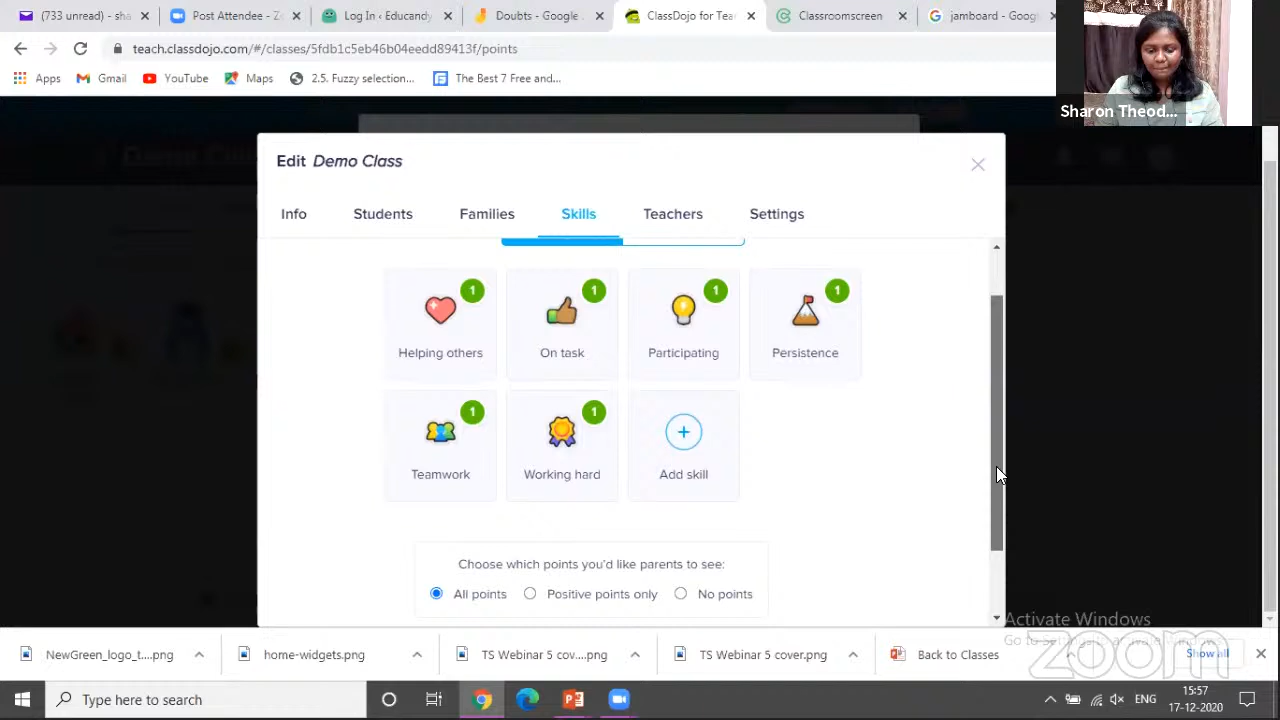 (733 unread) - sha
Post Attendee - Zo
Log In - Educandy
Doubts - Google
ClassDojo for Tea
Classroomscreen
jamboard - Goog
teach.classdojo.com/#/classes/5fdb1c5eb46b04eedd89413f/points
Apps
Gmail
YouTube
Maps
2.5. Fuzzy selection...
The Best 7 Free and...
Sharon Theod...
Edit Demo Class
Info
Students
Families
Skills
Teachers
Settings
1
1
1
1
Helping others
On task
Participating
Persistence
1
1
Teamwork
Working hard
Add skill
Choose which points you'd like parents to see:
All points
Positive points only
No points
Activate Windows
zoom
NewGreen_logo_t....png
home-widgets.png
TS Webinar 5 cov....png
TS Webinar 5 cover.png
Back to Classes
Show all
Type here to search
ENG
15:57
17-12-2020